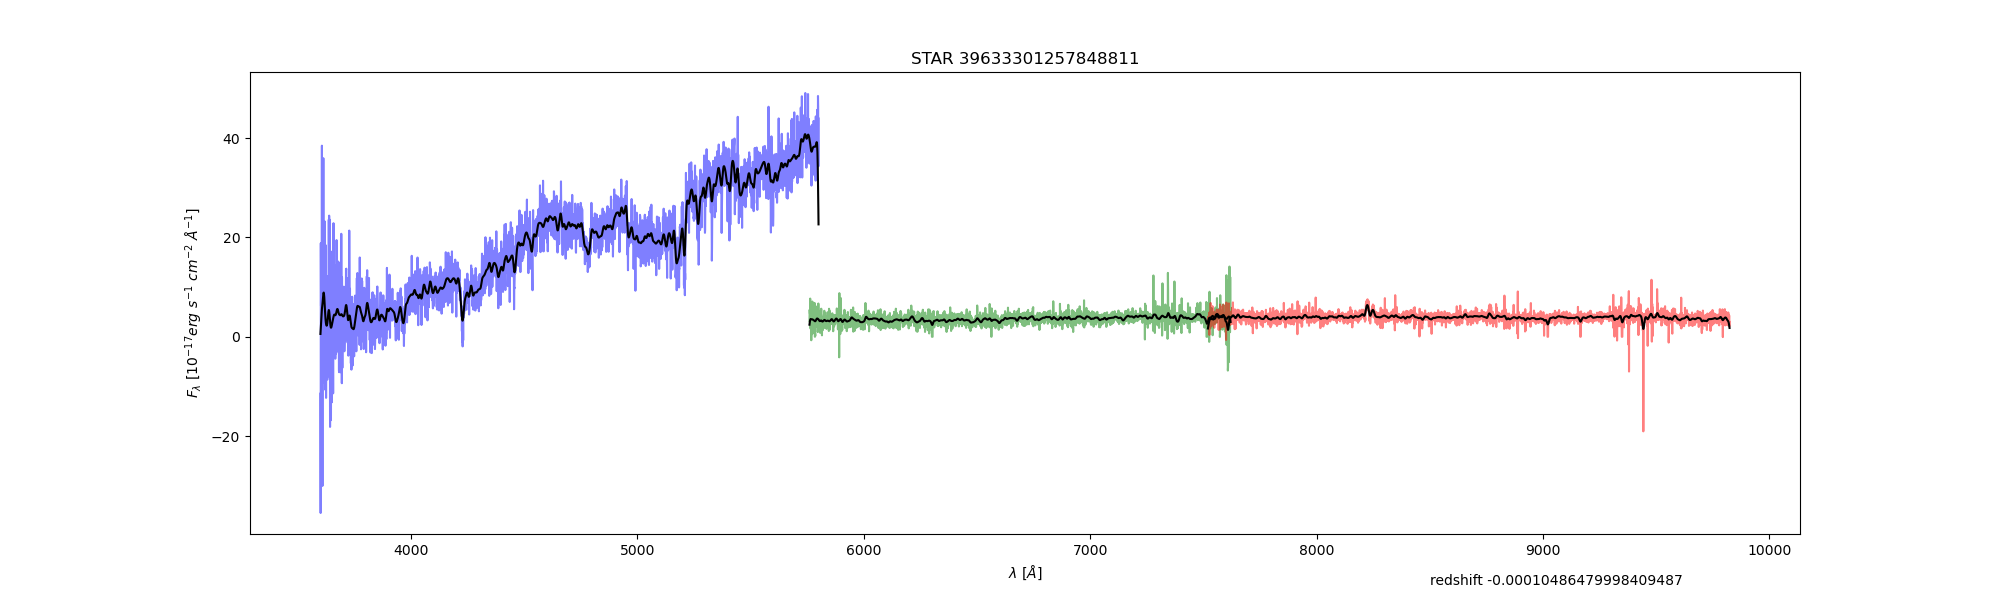 STAR 39633301257848811
40
20
0
−20
F_λ [10^{-17} erg s^{-1} cm^{-2} Å^{-1}]
4000 5000 6000 7000 8000 9000 10000
λ [Å]
redshift -0.00010486479998409487